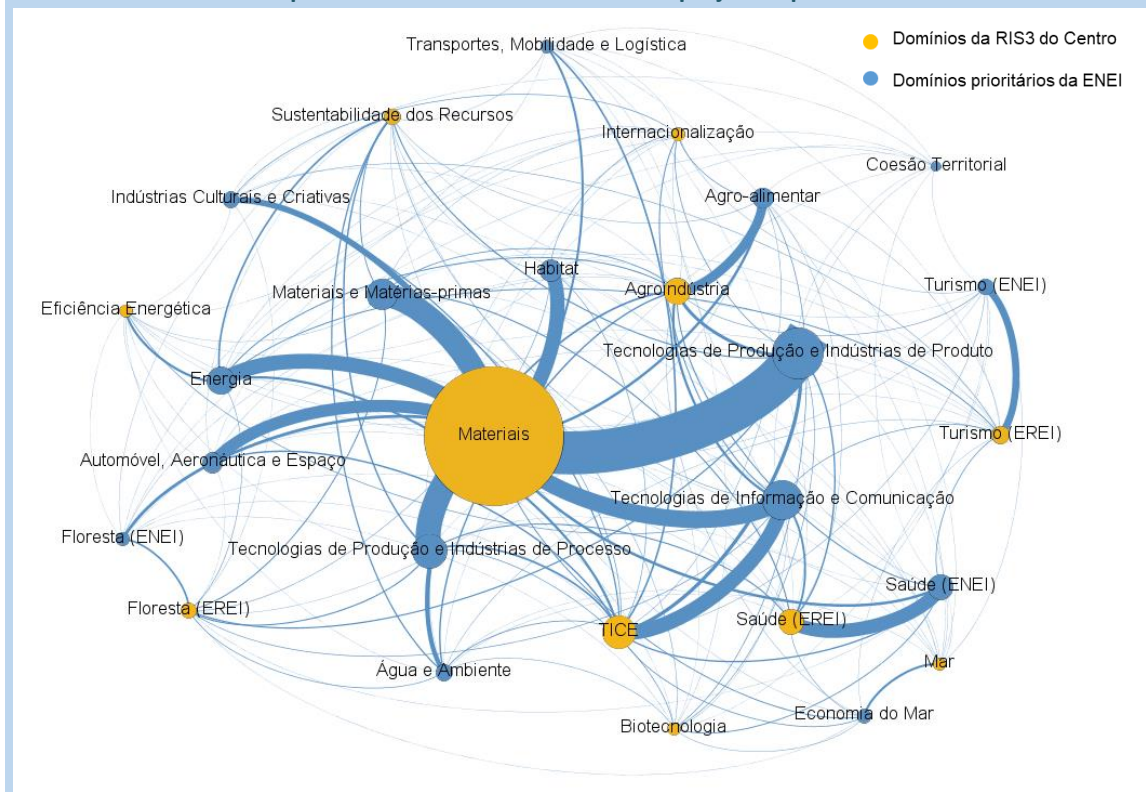 Transportes, Mobilidade e Logística
Domínios da RIS3 do Centro
Domínios prioritários da ENEI
Sustentabilidade dos Recursos
Internacionalização
Coesão Territorial
Indústrias Culturais e Criativas
Agro-alimentar
Habitat
Materiais e Matérias-primas
Agroindústria
Turismo (ENEI)
Eficiência Energética
Tecnologias de Produção e Indústrias de Produto
Energia
Materiais
Turismo (EREI)
Automóvel, Aeronáutica e Espaço
Tecnologias de Informação e Comunicação
Floresta (ENEI)
Tecnologias de Produção e Indústrias de Processo
Saúde (ENEI)
Floresta (EREI)
TICE
Saúde (EREI)
Água e Ambiente
Mar
Biotecnologia
Economia do Mar